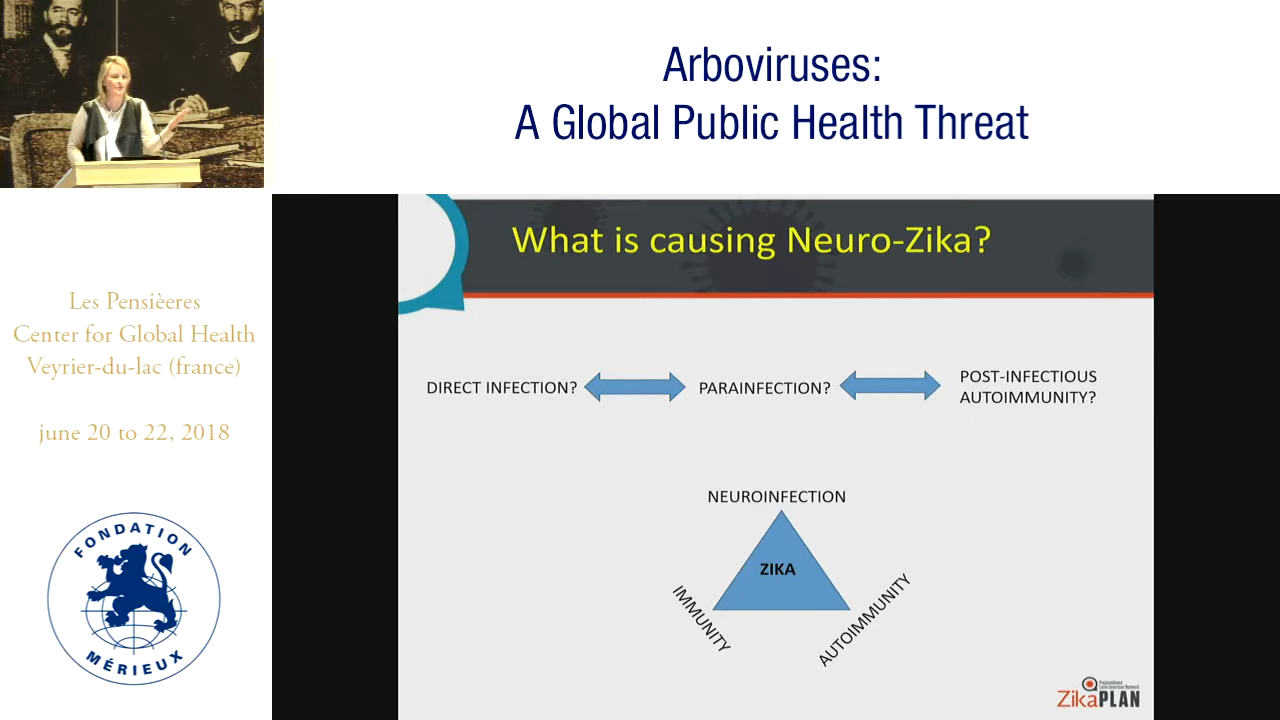 Arboviruses:
A Global Public Health Threat
Les Pensièeres
Center for Global Health
Veyrier-du-lac (france)
june 20 to 22, 2018
FONDATION
MÉRIEUX
What is causing Neuro-Zika?
DIRECT INFECTION?
PARAINFECTION?
POST-INFECTIOUS
AUTOIMMUNITY?
NEUROINFECTION
ZIKA
IMMUNITY
AUTOIMMUNITY
ZikaPLAN